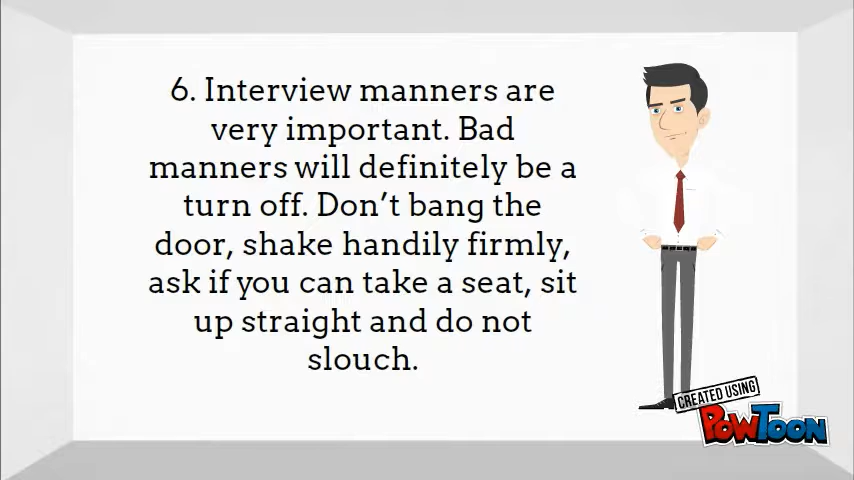 6. Interview manners are
very important. Bad
manners will definitely be a
turn off. Don’t bang the
door, shake handily firmly,
ask if you can take a seat, sit
up straight and do not
slouch.
CREATED USING
POWTOON